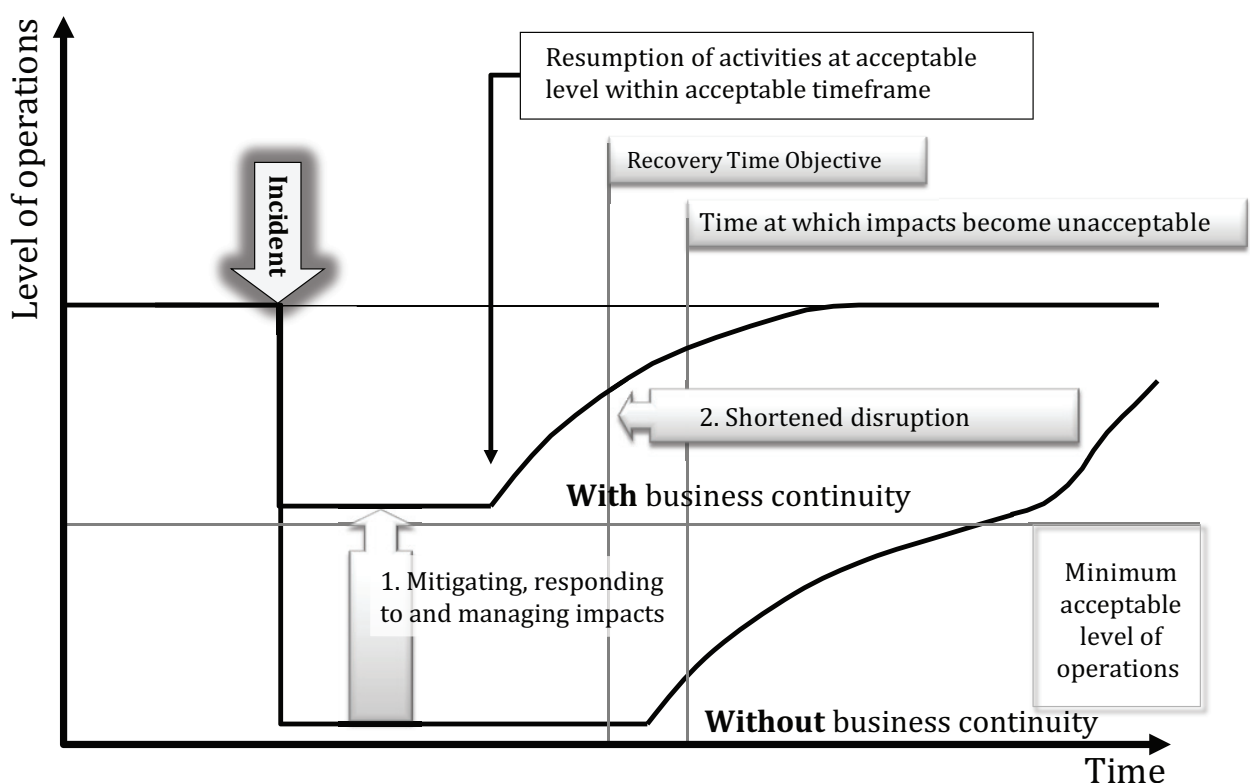 Level of operations
Resumption of activities at acceptable
level within acceptable timeframe
Recovery Time Objective
Incident
Time at which impacts become unacceptable
2. Shortened disruption
With business continuity
1. Mitigating, responding
to and managing impacts
Minimum
acceptable
level of
operations
Without business continuity
Time